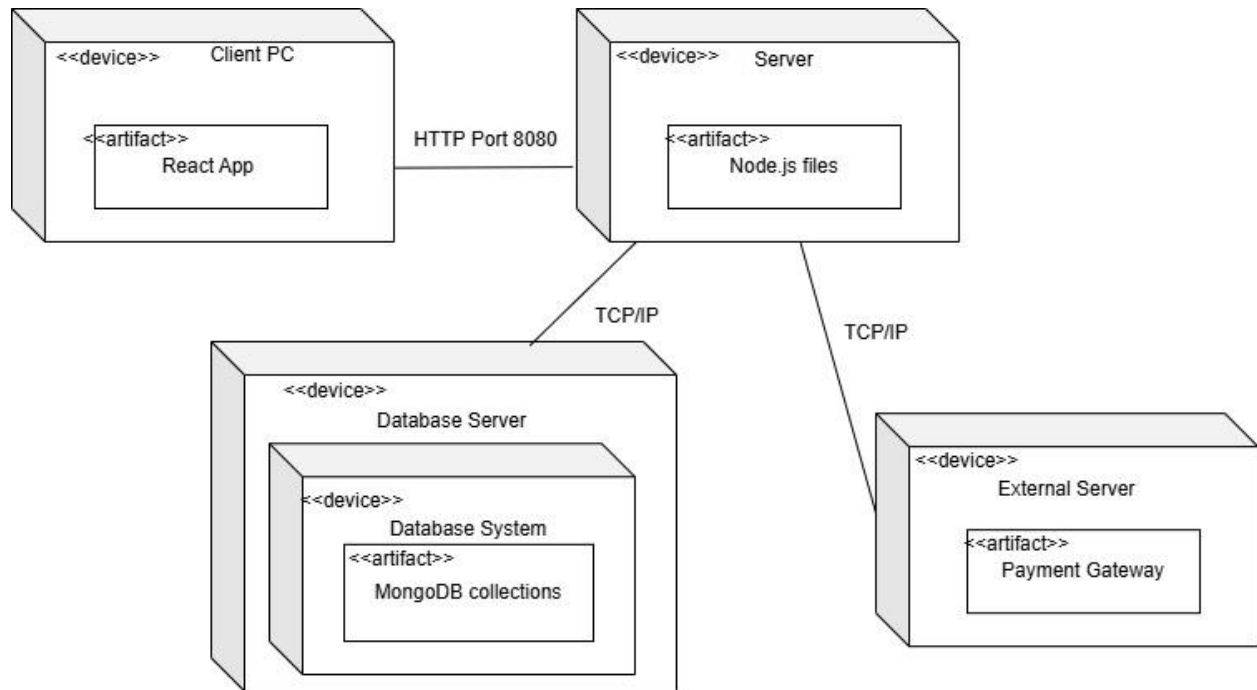 <<device>>
Client PC
<<artifact>>
React App
HTTP Port 8080
<<device>>
Server
<<artifact>>
Node.js files
TCP/IP
TCP/IP
<<device>>
Database Server
<<device>>
Database System
<<artifact>>
MongoDB collections
<<device>>
External Server
<<artifact>>
Payment Gateway